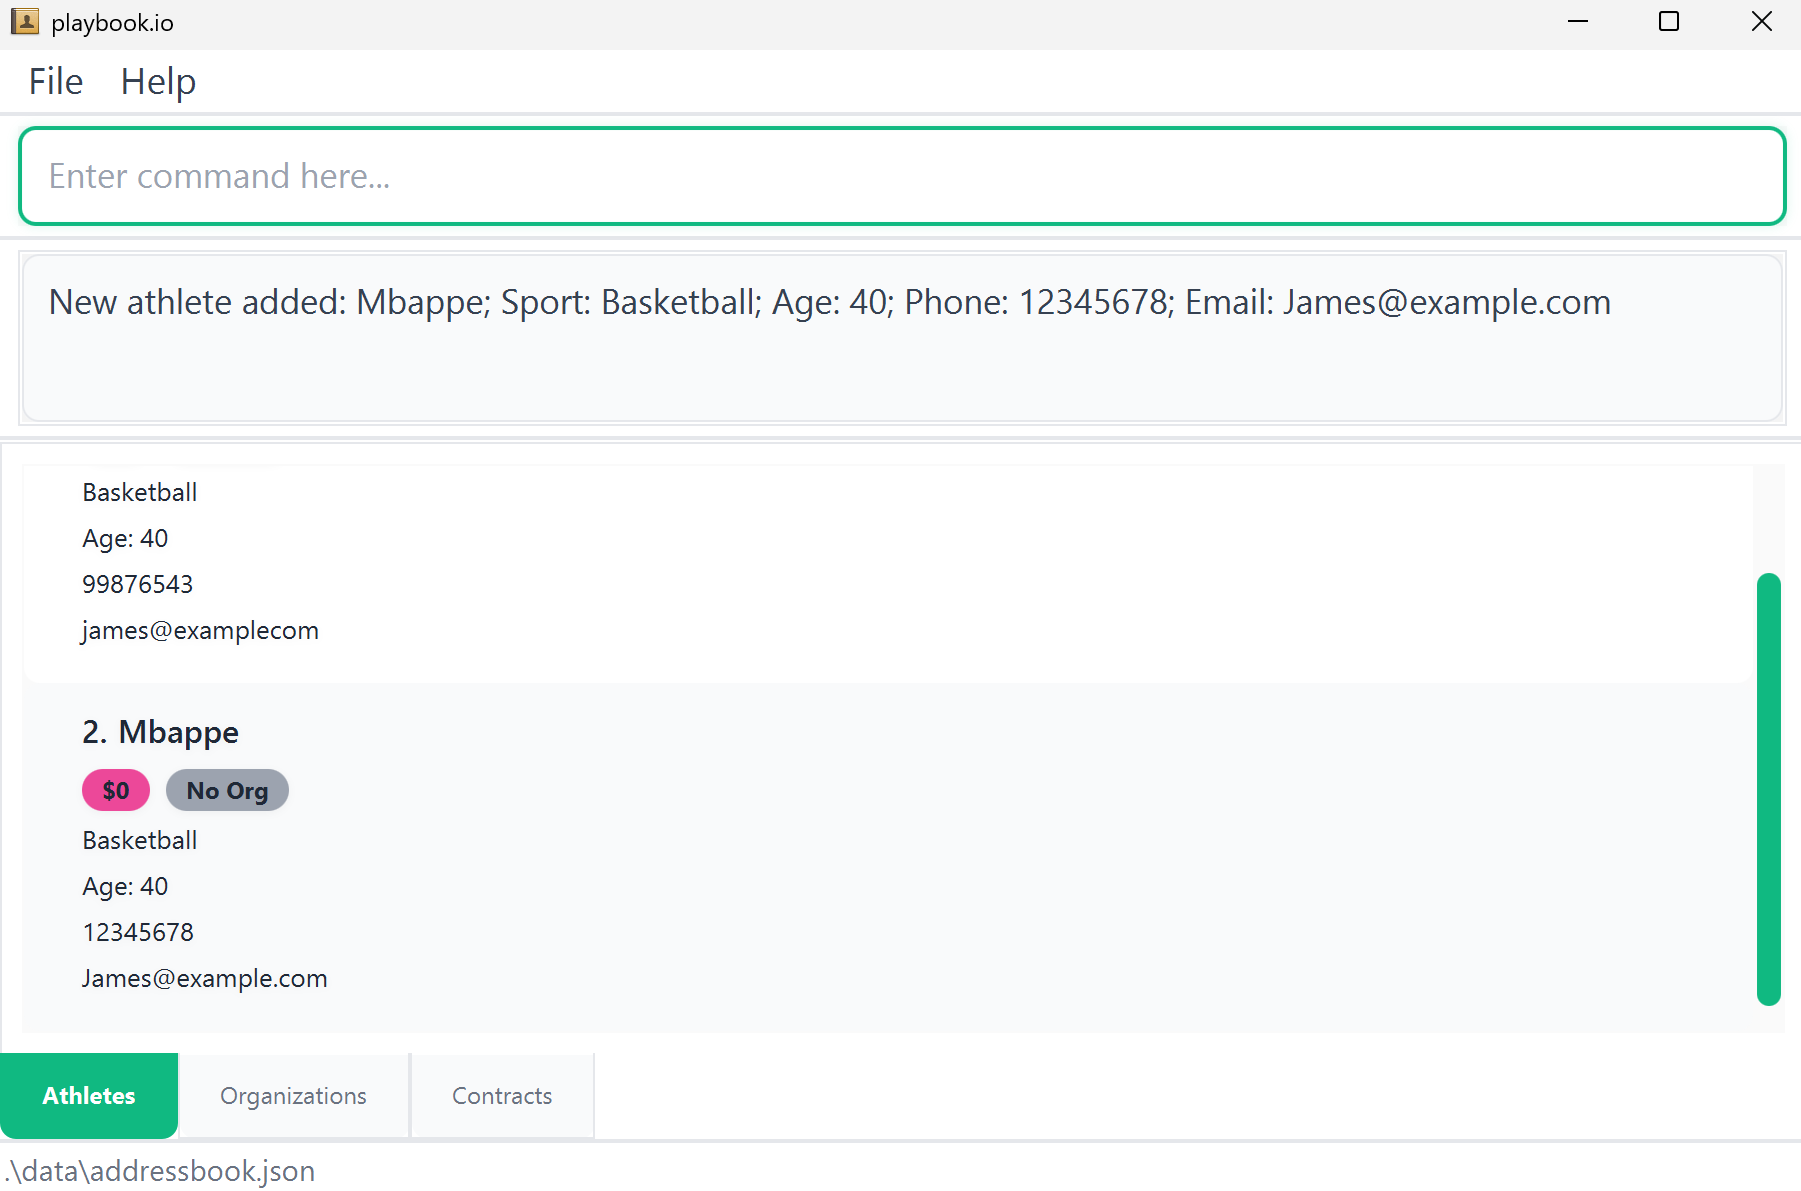 playbook.io
File Help
Enter command here...
New athlete added: Mbappe; Sport: Basketball; Age: 40; Phone: 12345678; Email: James@example.com
Basketball
Age: 40
99876543
james@examplecom
2. Mbappe
$0 No Org
Basketball
Age: 40
12345678
James@example.com
Athletes Organizations Contracts
.\data\addressbook.json